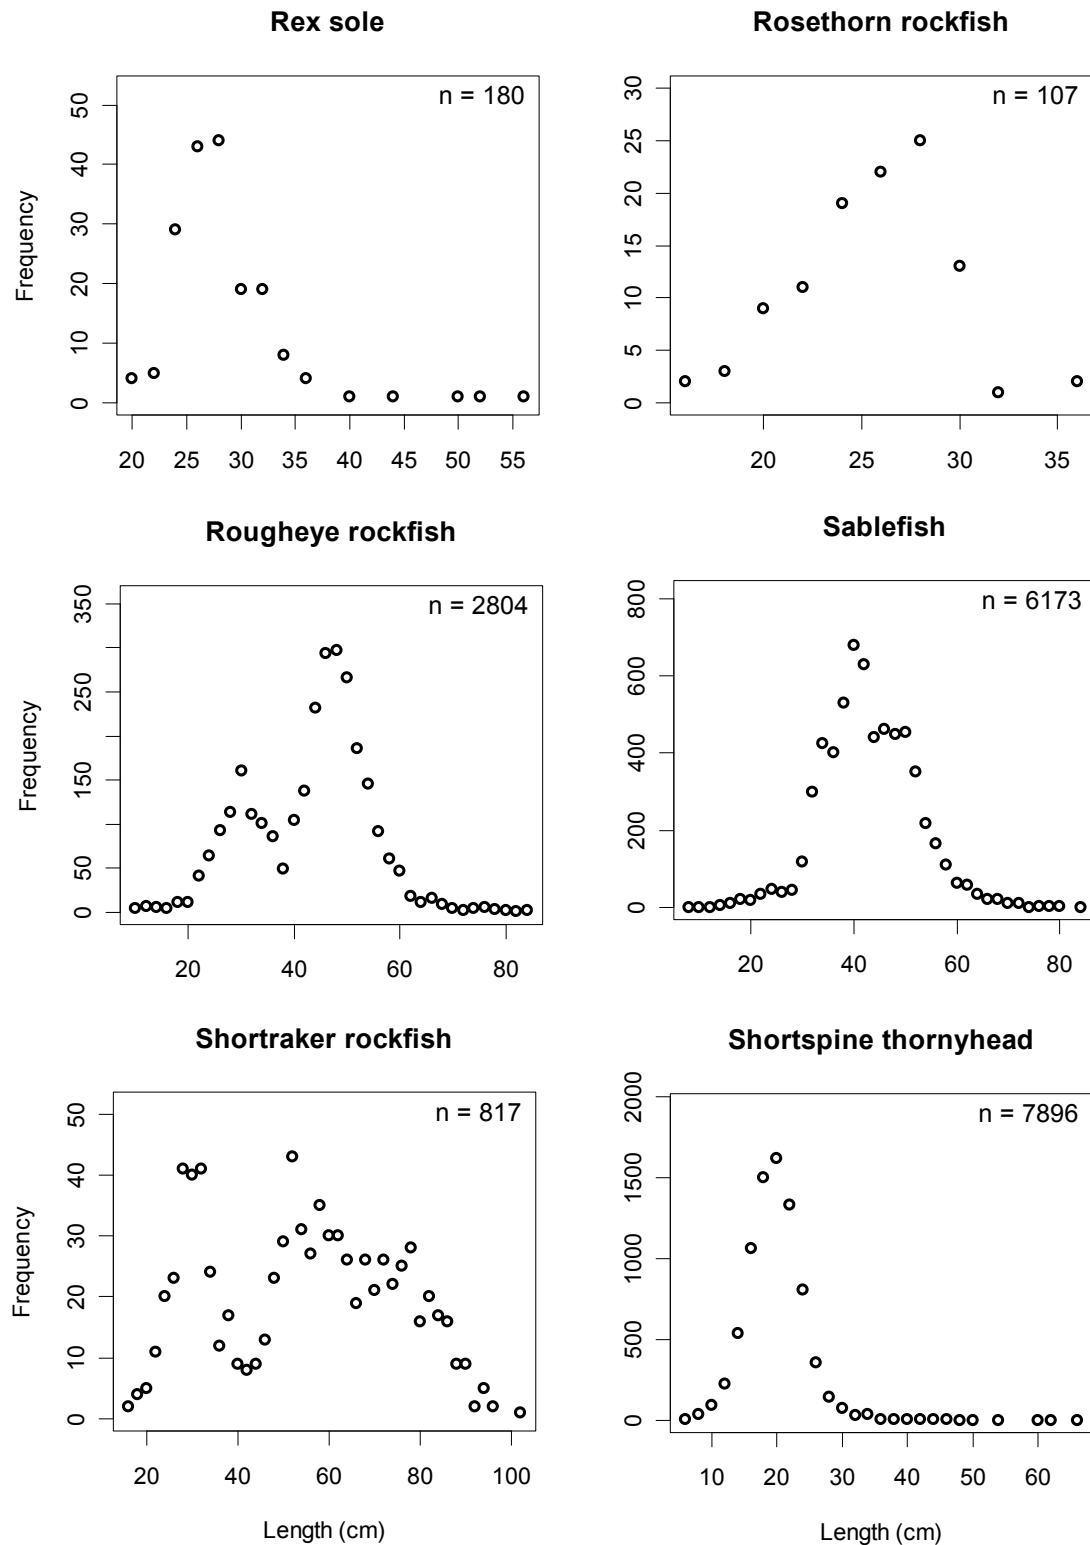 Rex sole
n = 180
Frequency
0 10 20 30 40 50
20 25 30 35 40 45 50 55
Rosethorn rockfish
n = 107
0 5 10 15 20 25 30
20 25 30 35
Rougheye rockfish
n = 2804
Frequency
0 50 150 250 350
20 40 60 80
Sablefish
n = 6173
0 200 400 600 800
20 40 60 80
Shortraker rockfish
n = 817
Frequency
0 10 20 30 40 50
20 40 60 80 100
Length (cm)
Shortspine thornyhead
n = 7896
0 500 1000 1500 2000
10 20 30 40 50 60
Length (cm)